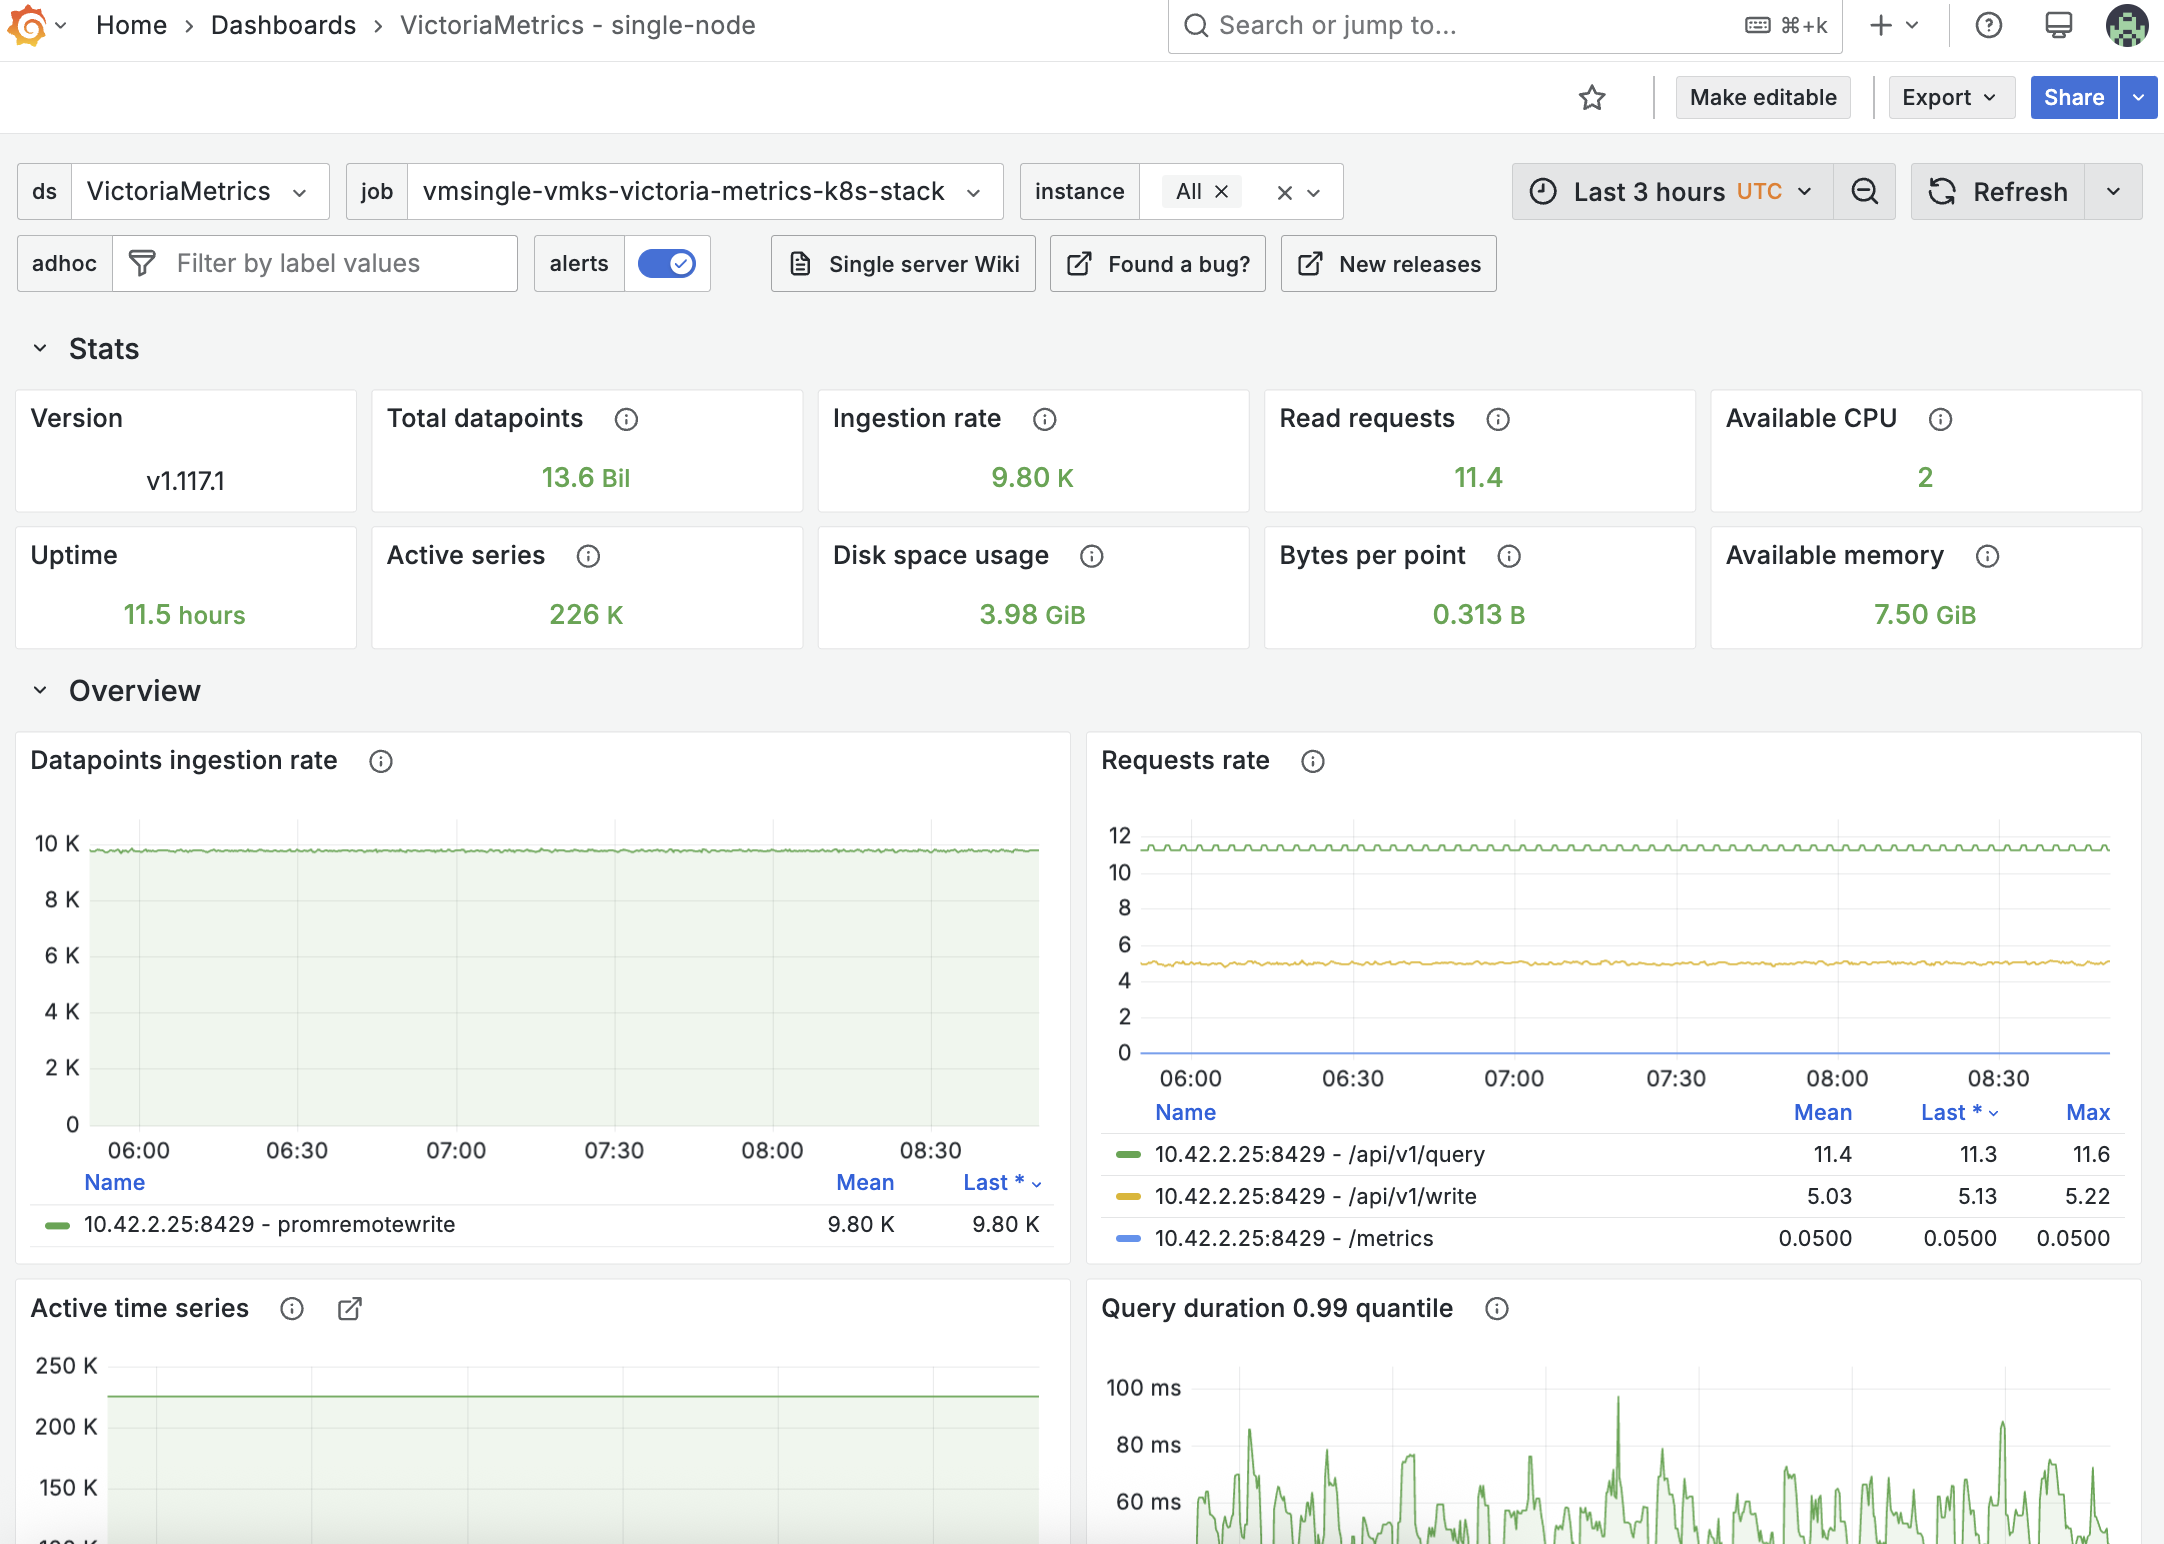 Home › Dashboards › VictoriaMetrics - single-node
Search or jump to...
⌘+k
Make editable
Export
Share
ds VictoriaMetrics
job vmsingle-vmks-victoria-metrics-k8s-stack
instance All
Last 3 hours UTC
Refresh
adhoc Filter by label values
alerts
Single server Wiki
Found a bug?
New releases
Stats
Version
v1.117.1
Total datapoints
13.6 Bil
Ingestion rate
9.80 K
Read requests
11.4
Available CPU
2
Uptime
11.5 hours
Active series
226 K
Disk space usage
3.98 GiB
Bytes per point
0.313 B
Available memory
7.50 GiB
Overview
Datapoints ingestion rate
10 K
8 K
6 K
4 K
2 K
0
06:00 06:30 07:00 07:30 08:00 08:30
Name Mean Last *
10.42.2.25:8429 - promremotewrite 9.80 K 9.80 K
Requests rate
12
10
8
6
4
2
0
06:00 06:30 07:00 07:30 08:00 08:30
Name Mean Last * Max
10.42.2.25:8429 - /api/v1/query 11.4 11.3 11.6
10.42.2.25:8429 - /api/v1/write 5.03 5.13 5.22
10.42.2.25:8429 - /metrics 0.0500 0.0500 0.0500
Active time series
250 K
200 K
150 K
Query duration 0.99 quantile
100 ms
80 ms
60 ms